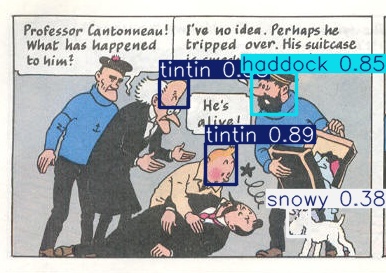 Professor Cantonneau!
What has happened
to him?
I've no idea. Perhaps he
tripped over. His suitcase
is
He's
alive!
tintin 0.
haddock 0.85
tintin 0.89
snowy 0.38